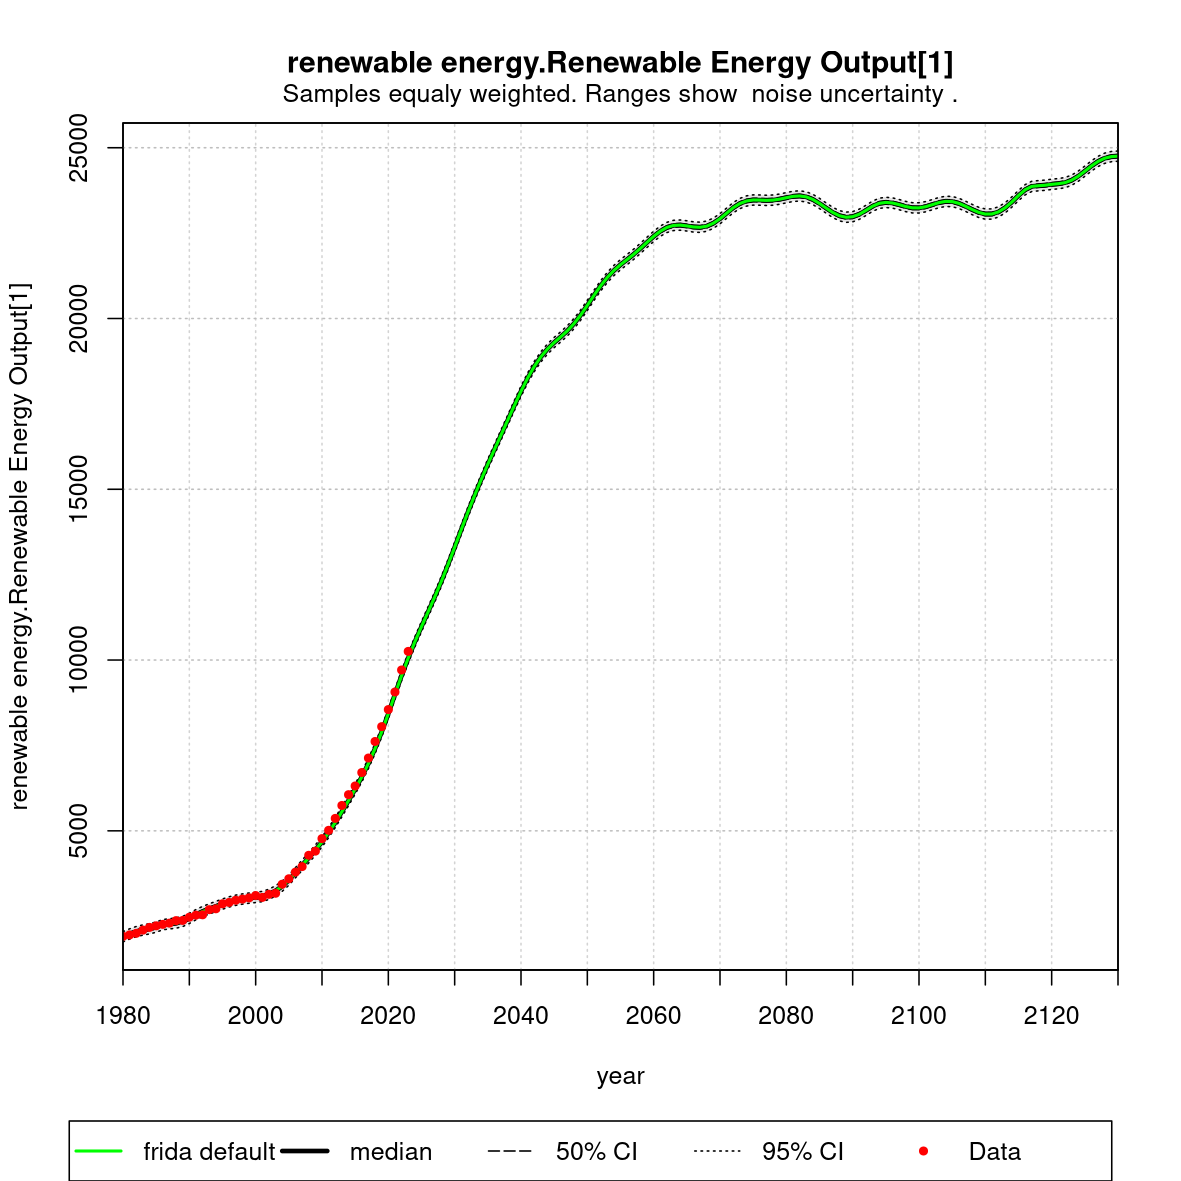 renewable energy.Renewable Energy Output[1]
Samples equaly weighted. Ranges show  noise uncertainty .
renewable energy.Renewable Energy Output[1]
25000
20000
15000
10000
5000
1980 2000 2020 2040 2060 2080 2100 2120
year
frida default median 50% CI 95% CI Data